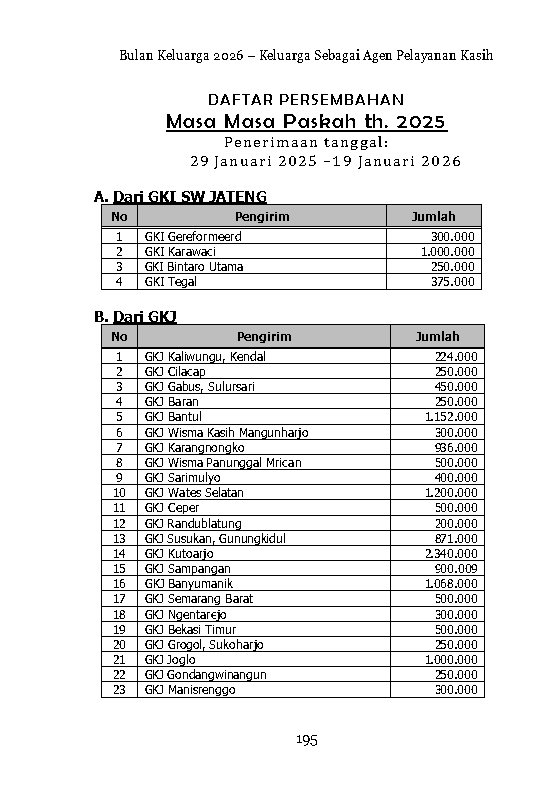 Bulan Keluarga 2026 – Keluarga Sebagai Agen Pelayanan Kasih
DAFTAR PERSEMBAHAN
Masa Masa Paskah th. 2025
Penerimaan tanggal:
29 Januari 2025 –19 Januari 2026
A. Dari GKI SW JATENG
No Pengirim Jumlah
1 GKI Gereformeerd 300.000
2 GKI Karawaci 1.000.000
3 GKI Bintaro Utama 250.000
4 GKI Tegal 375.000
B. Dari GKJ
No Pengirim Jumlah
1 GKJ Kaliwungu, Kendal 224.000
2 GKJ Cilacap 250.000
3 GKJ Gabus, Sulursari 450.000
4 GKJ Baran 250.000
5 GKJ Bantul 1.152.000
6 GKJ Wisma Kasih Mangunharjo 300.000
7 GKJ Karangnongko 936.000
8 GKJ Wisma Panunggal Mrican 500.000
9 GKJ Sarimulyo 400.000
10 GKJ Wates Selatan 1.200.000
11 GKJ Ceper 500.000
12 GKJ Randublatung 200.000
13 GKJ Susukan, Gunungkidul 871.000
14 GKJ Kutoarjo 2.340.000
15 GKJ Sampangan 900.009
16 GKJ Banyumanik 1.068.000
17 GKJ Semarang Barat 500.000
18 GKJ Ngentarejo 300.000
19 GKJ Bekasi Timur 500.000
20 GKJ Grogol, Sukoharjo 250.000
21 GKJ Joglo 1.000.000
22 GKJ Gondangwinangun 250.000
23 GKJ Manisrenggo 300.000
195